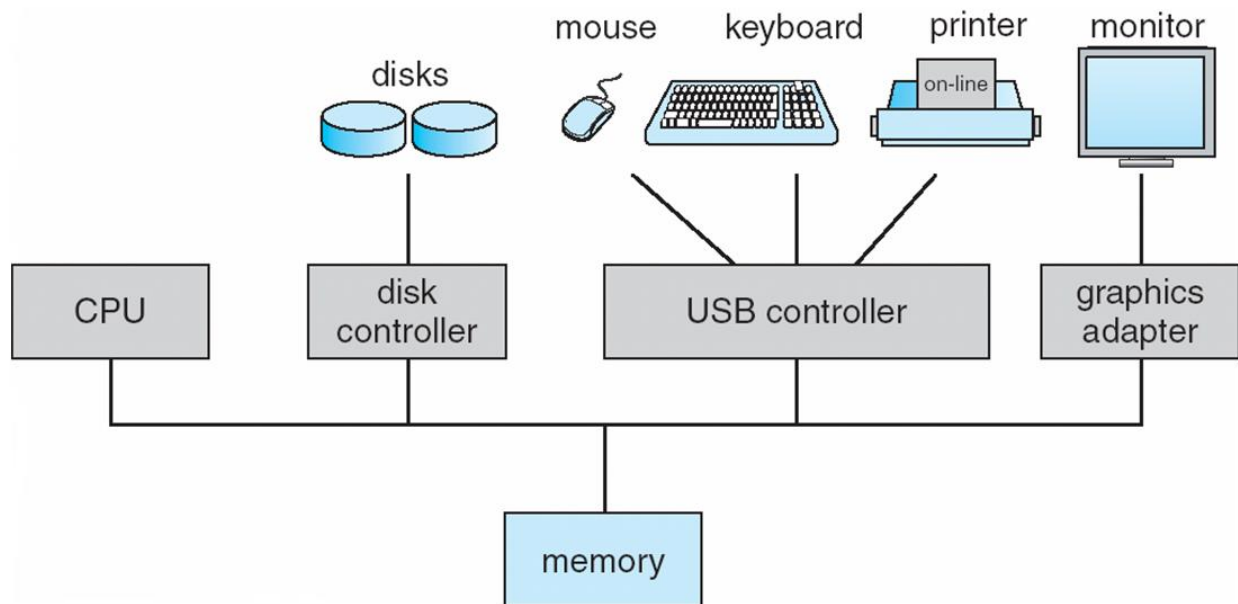 mouse
keyboard
printer
monitor
disks
on-line
CPU
disk
controller
USB controller
graphics
adapter
memory